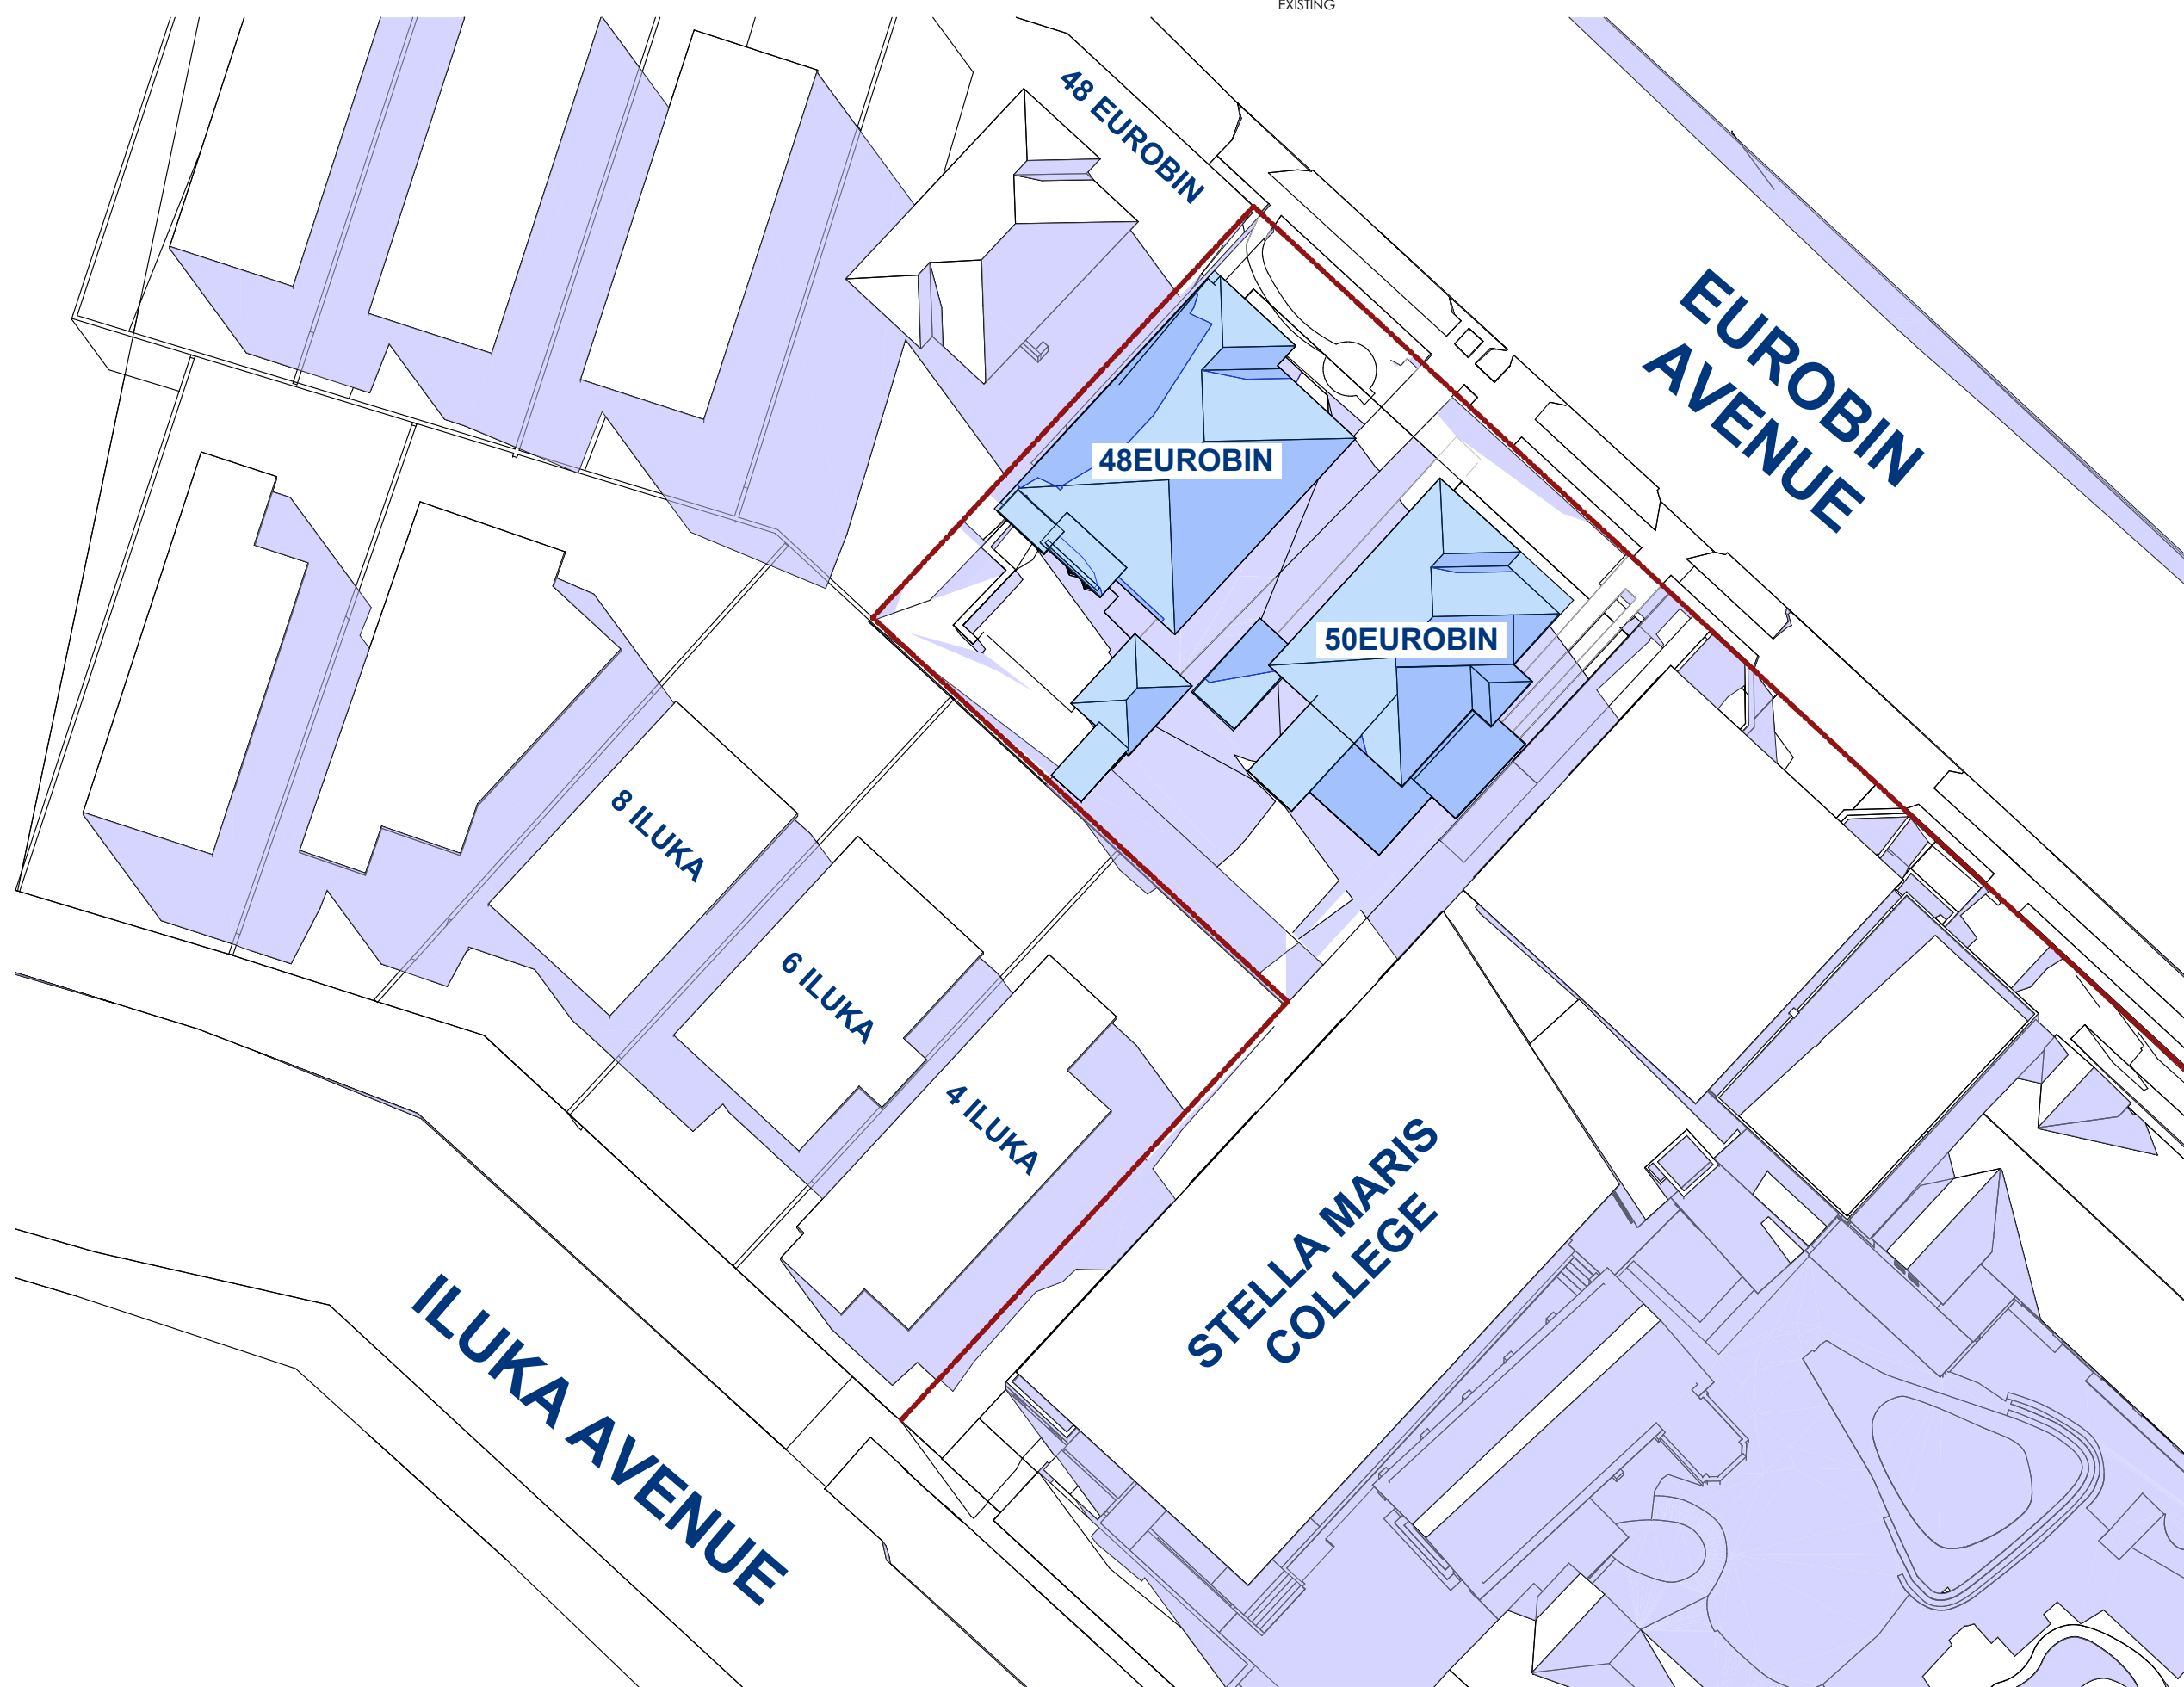 EXISTING
48 EUROBIN
EUROBIN
AVENUE
48EUROBIN
50EUROBIN
8 ILUKA
6 ILUKA
4 ILUKA
STELLA MARIS
COLLEGE
ILUKA AVENUE